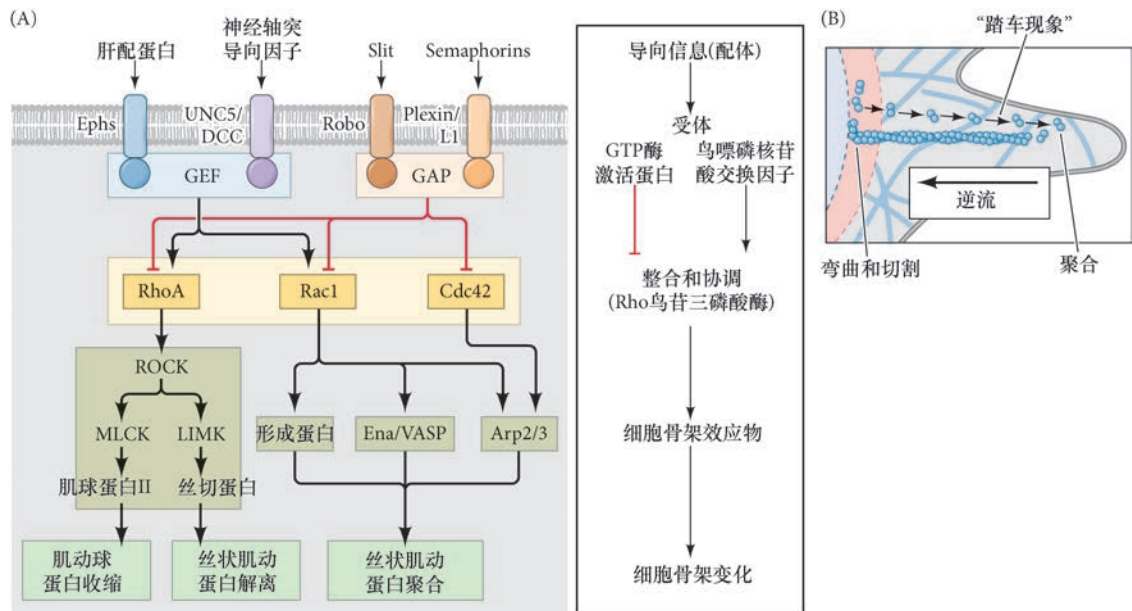 (A)
肝配蛋白
神经轴突
导向因子
Slit
Semaphorins
Ephs
UNC5/
DCC
Robo
Plexin/
L1
GEF
GAP
RhoA
Rac1
Cdc42
ROCK
MLCK
LIMK
肌球蛋白II
丝切蛋白
形成蛋白
Ena/VASP
Arp2/3
肌动球
蛋白收缩
丝状肌动
蛋白解离
丝状肌动
蛋白聚合
导向信息(配体)
受体
GTP酶
激活蛋白
鸟嘌磷核苷
酸交换因子
整合和协调
(Rho鸟苷三磷酸酶)
细胞骨架效应物
细胞骨架变化
(B)
“踏车现象”
逆流
弯曲和切割
聚合